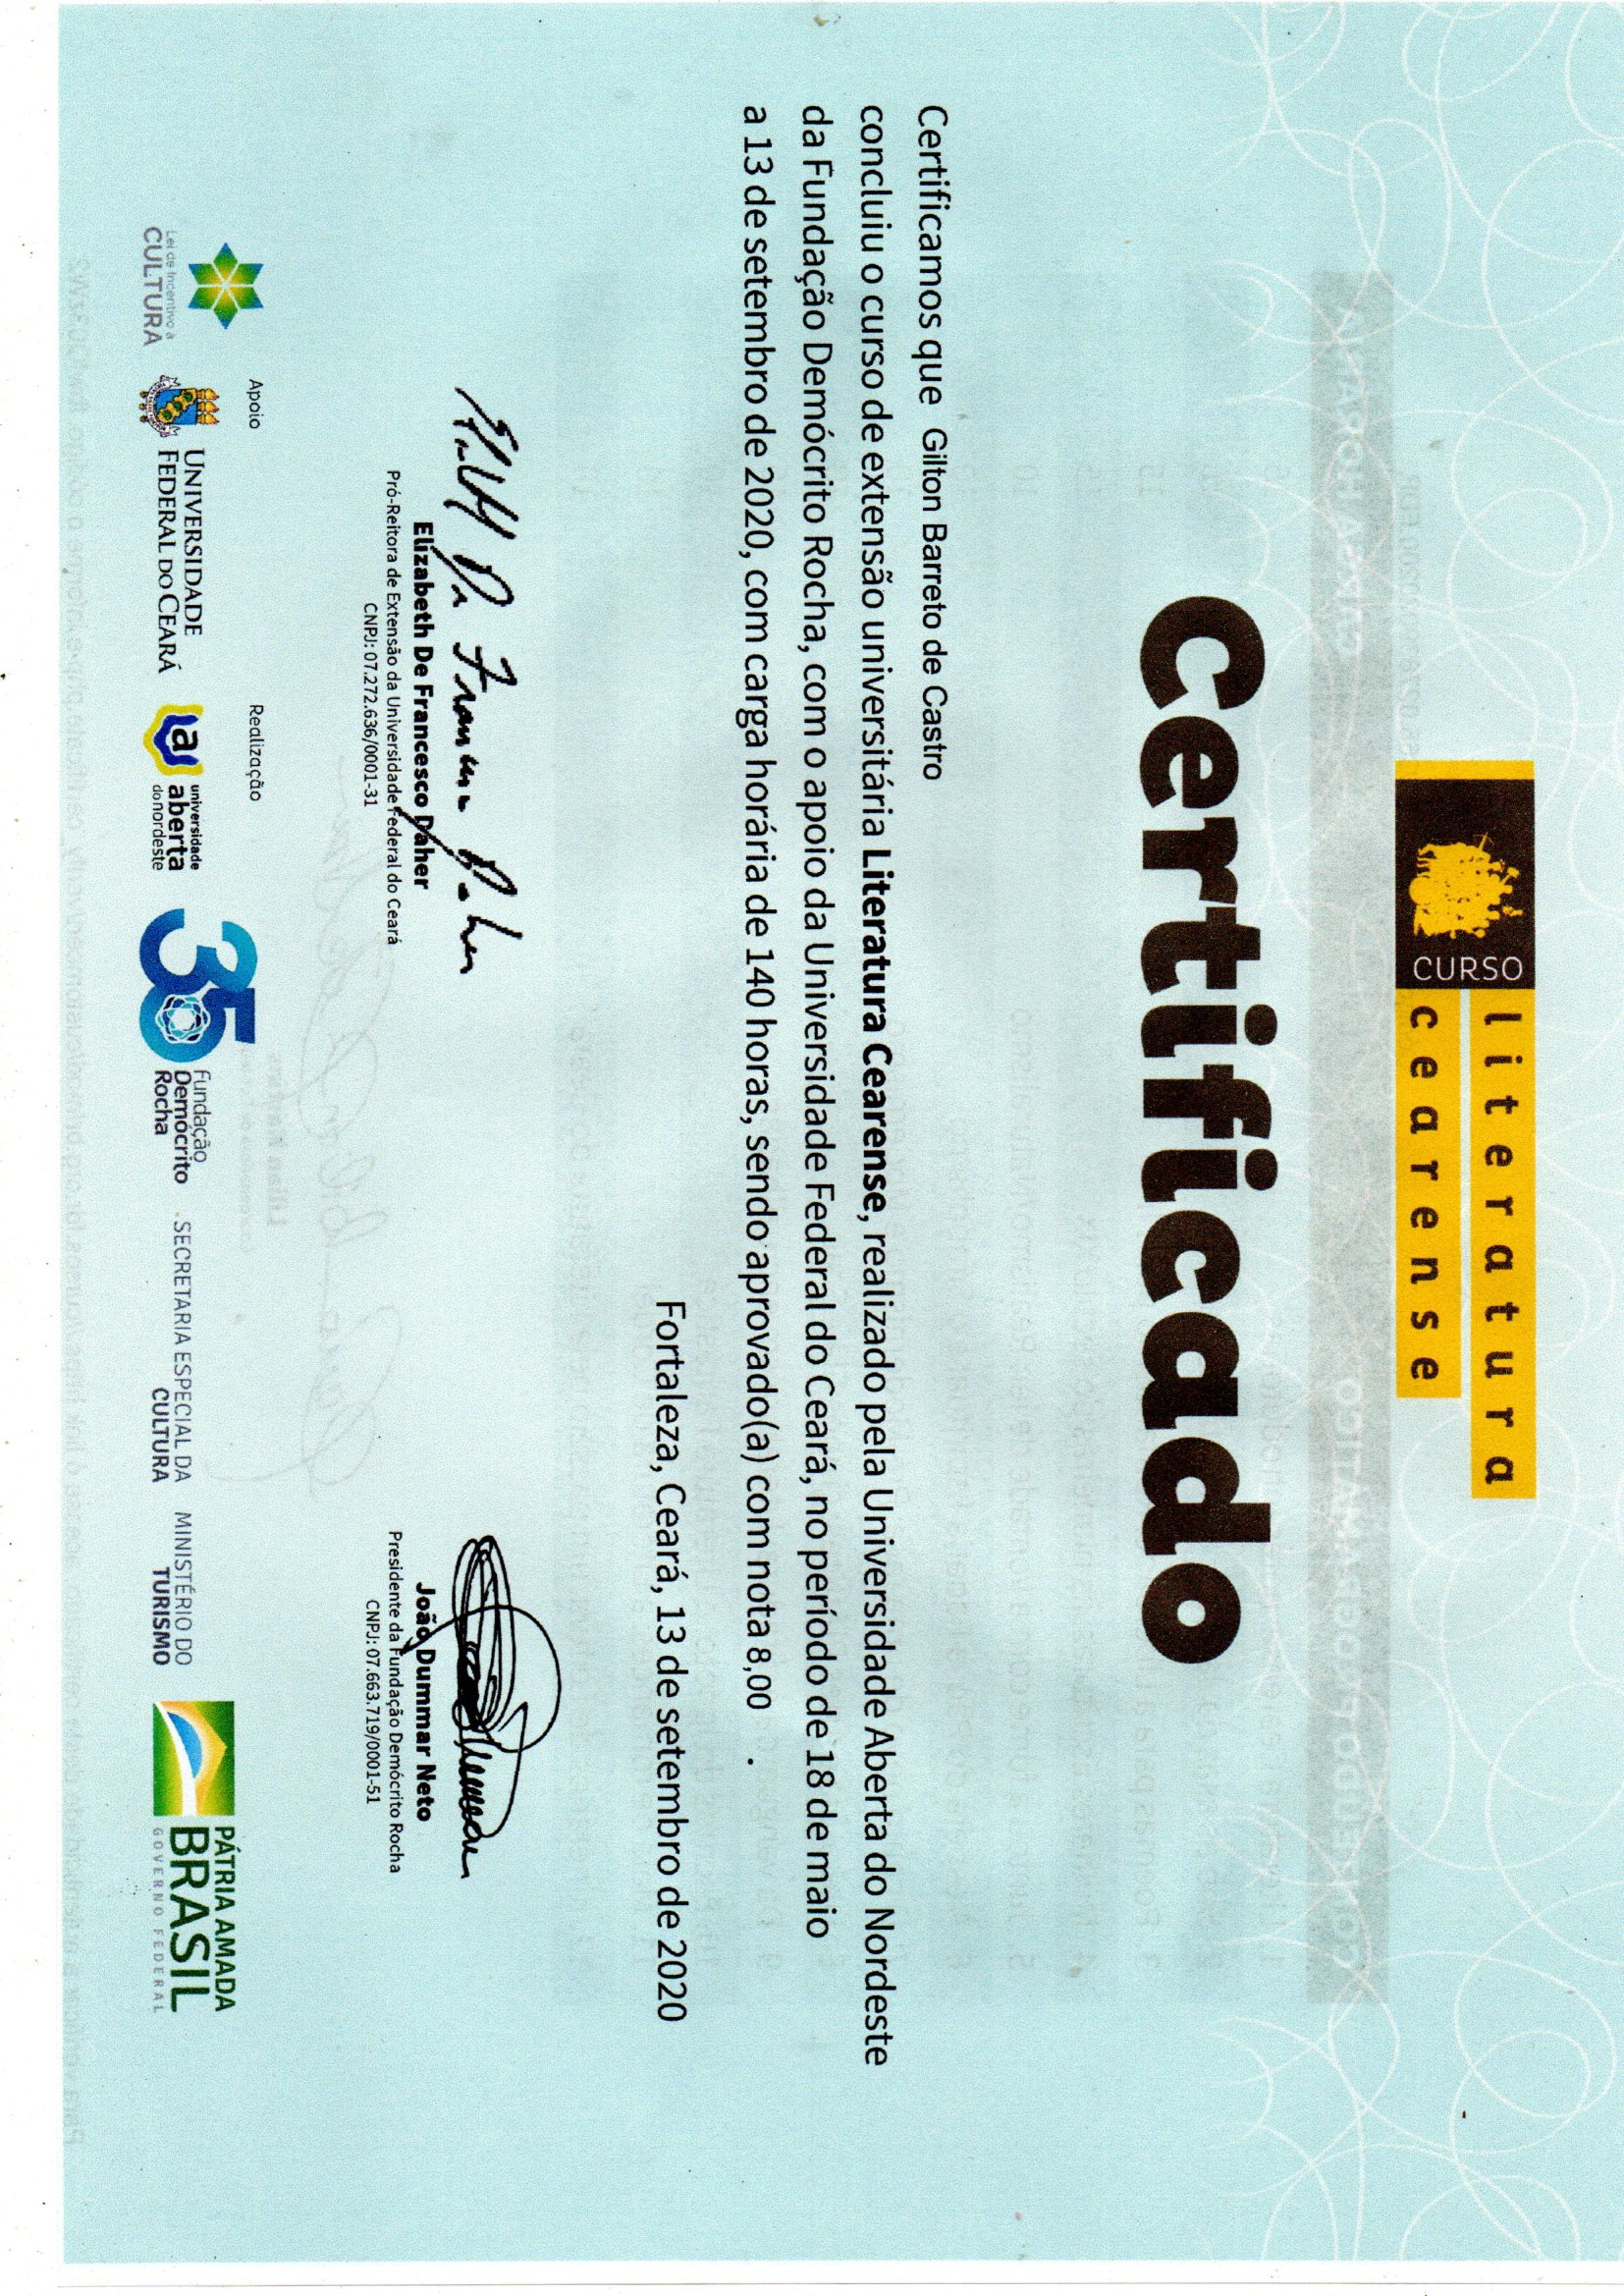 CURSO
literatura
cearense
Certificado
Certificamos que Gilton Barreto de Castro
concluiu o curso de extensão universitária Literatura Cearense, realizado pela Universidade Aberta do Nordeste
da Fundação Demócrito Rocha, com o apoio da Universidade Federal do Ceará, no período de 18 de maio
a 13 de setembro de 2020, com carga horária de 140 horas, sendo aprovado(a) com nota 8,00 .
Fortaleza, Ceará, 13 de setembro de 2020
Elizabeth De Francesco Daher
Pró-Reitora de Extensão da Universidade Federal do Ceará
CNPJ: 07.272.636/0001-31
João Dummar Neto
Presidente da Fundação Demócrito Rocha
CNPJ: 07.663.719/0001-51
Lei de Incentivo à
CULTURA
Apoio
UNIVERSIDADE
FEDERAL DO CEARÁ
Realização
ua
universidade
aberta
do nordeste
35
Fundação
Demócrito
Rocha
SECRETARIA ESPECIAL DA
CULTURA
MINISTÉRIO DO
TURISMO
PÁTRIA AMADA
BRASIL
GOVERNO FEDERAL